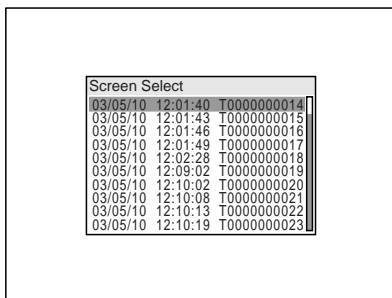 Screen Select
03/05/10 12:01:40 T0000000014
03/05/10 12:01:43 T0000000015
03/05/10 12:01:46 T0000000016
03/05/10 12:01:49 T0000000017
03/05/10 12:02:28 T0000000018
03/05/10 12:09:02 T0000000019
03/05/10 12:10:02 T0000000020
03/05/10 12:10:08 T0000000021
03/05/10 12:10:13 T0000000022
03/05/10 12:10:19 T0000000023